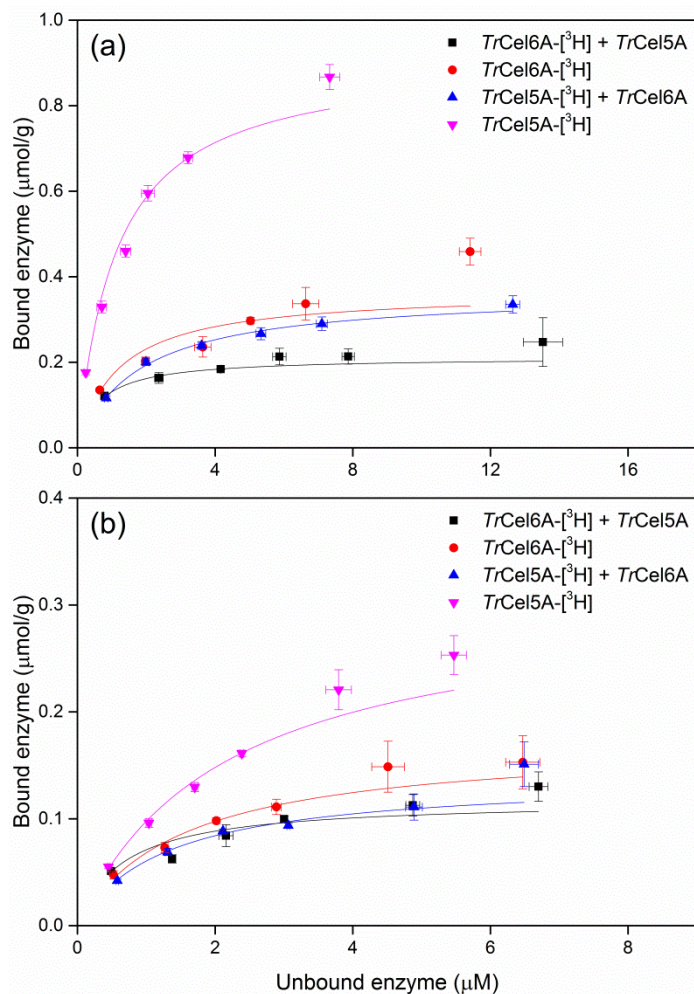 (a)
TrCel6A-[³H] + TrCel5A
TrCel6A-[³H]
TrCel5A-[³H] + TrCel6A
TrCel5A-[³H]
1.0
0.8
0.6
0.4
0.2
0.0
0 4 8 12 16
Bound enzyme (μmol/g)
(b)
TrCel6A-[³H] + TrCel5A
TrCel6A-[³H]
TrCel5A-[³H] + TrCel6A
TrCel5A-[³H]
0.4
0.3
0.2
0.1
0.0
0 2 4 6 8
Bound enzyme (μmol/g)
Unbound enzyme (μM)